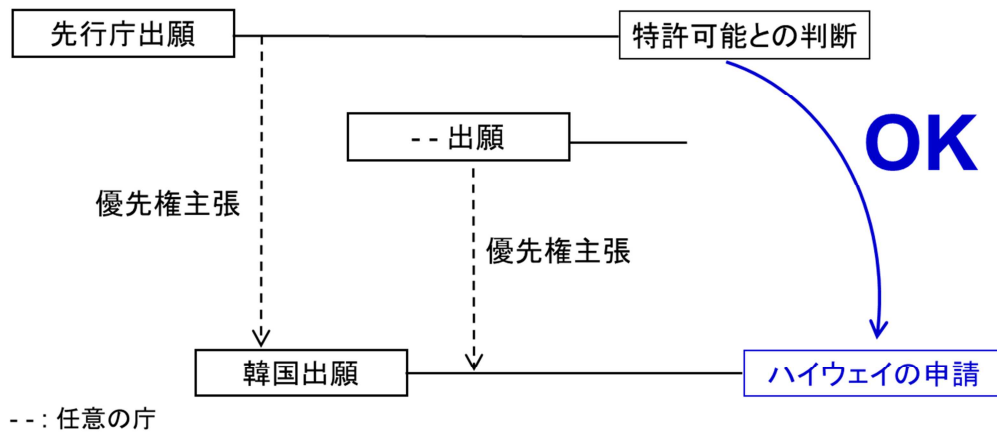 先行庁出願
特許可能との判断
- - 出願
OK
優先権主張
優先権主張
韓国出願
ハイウェイの申請
- - : 任意の庁